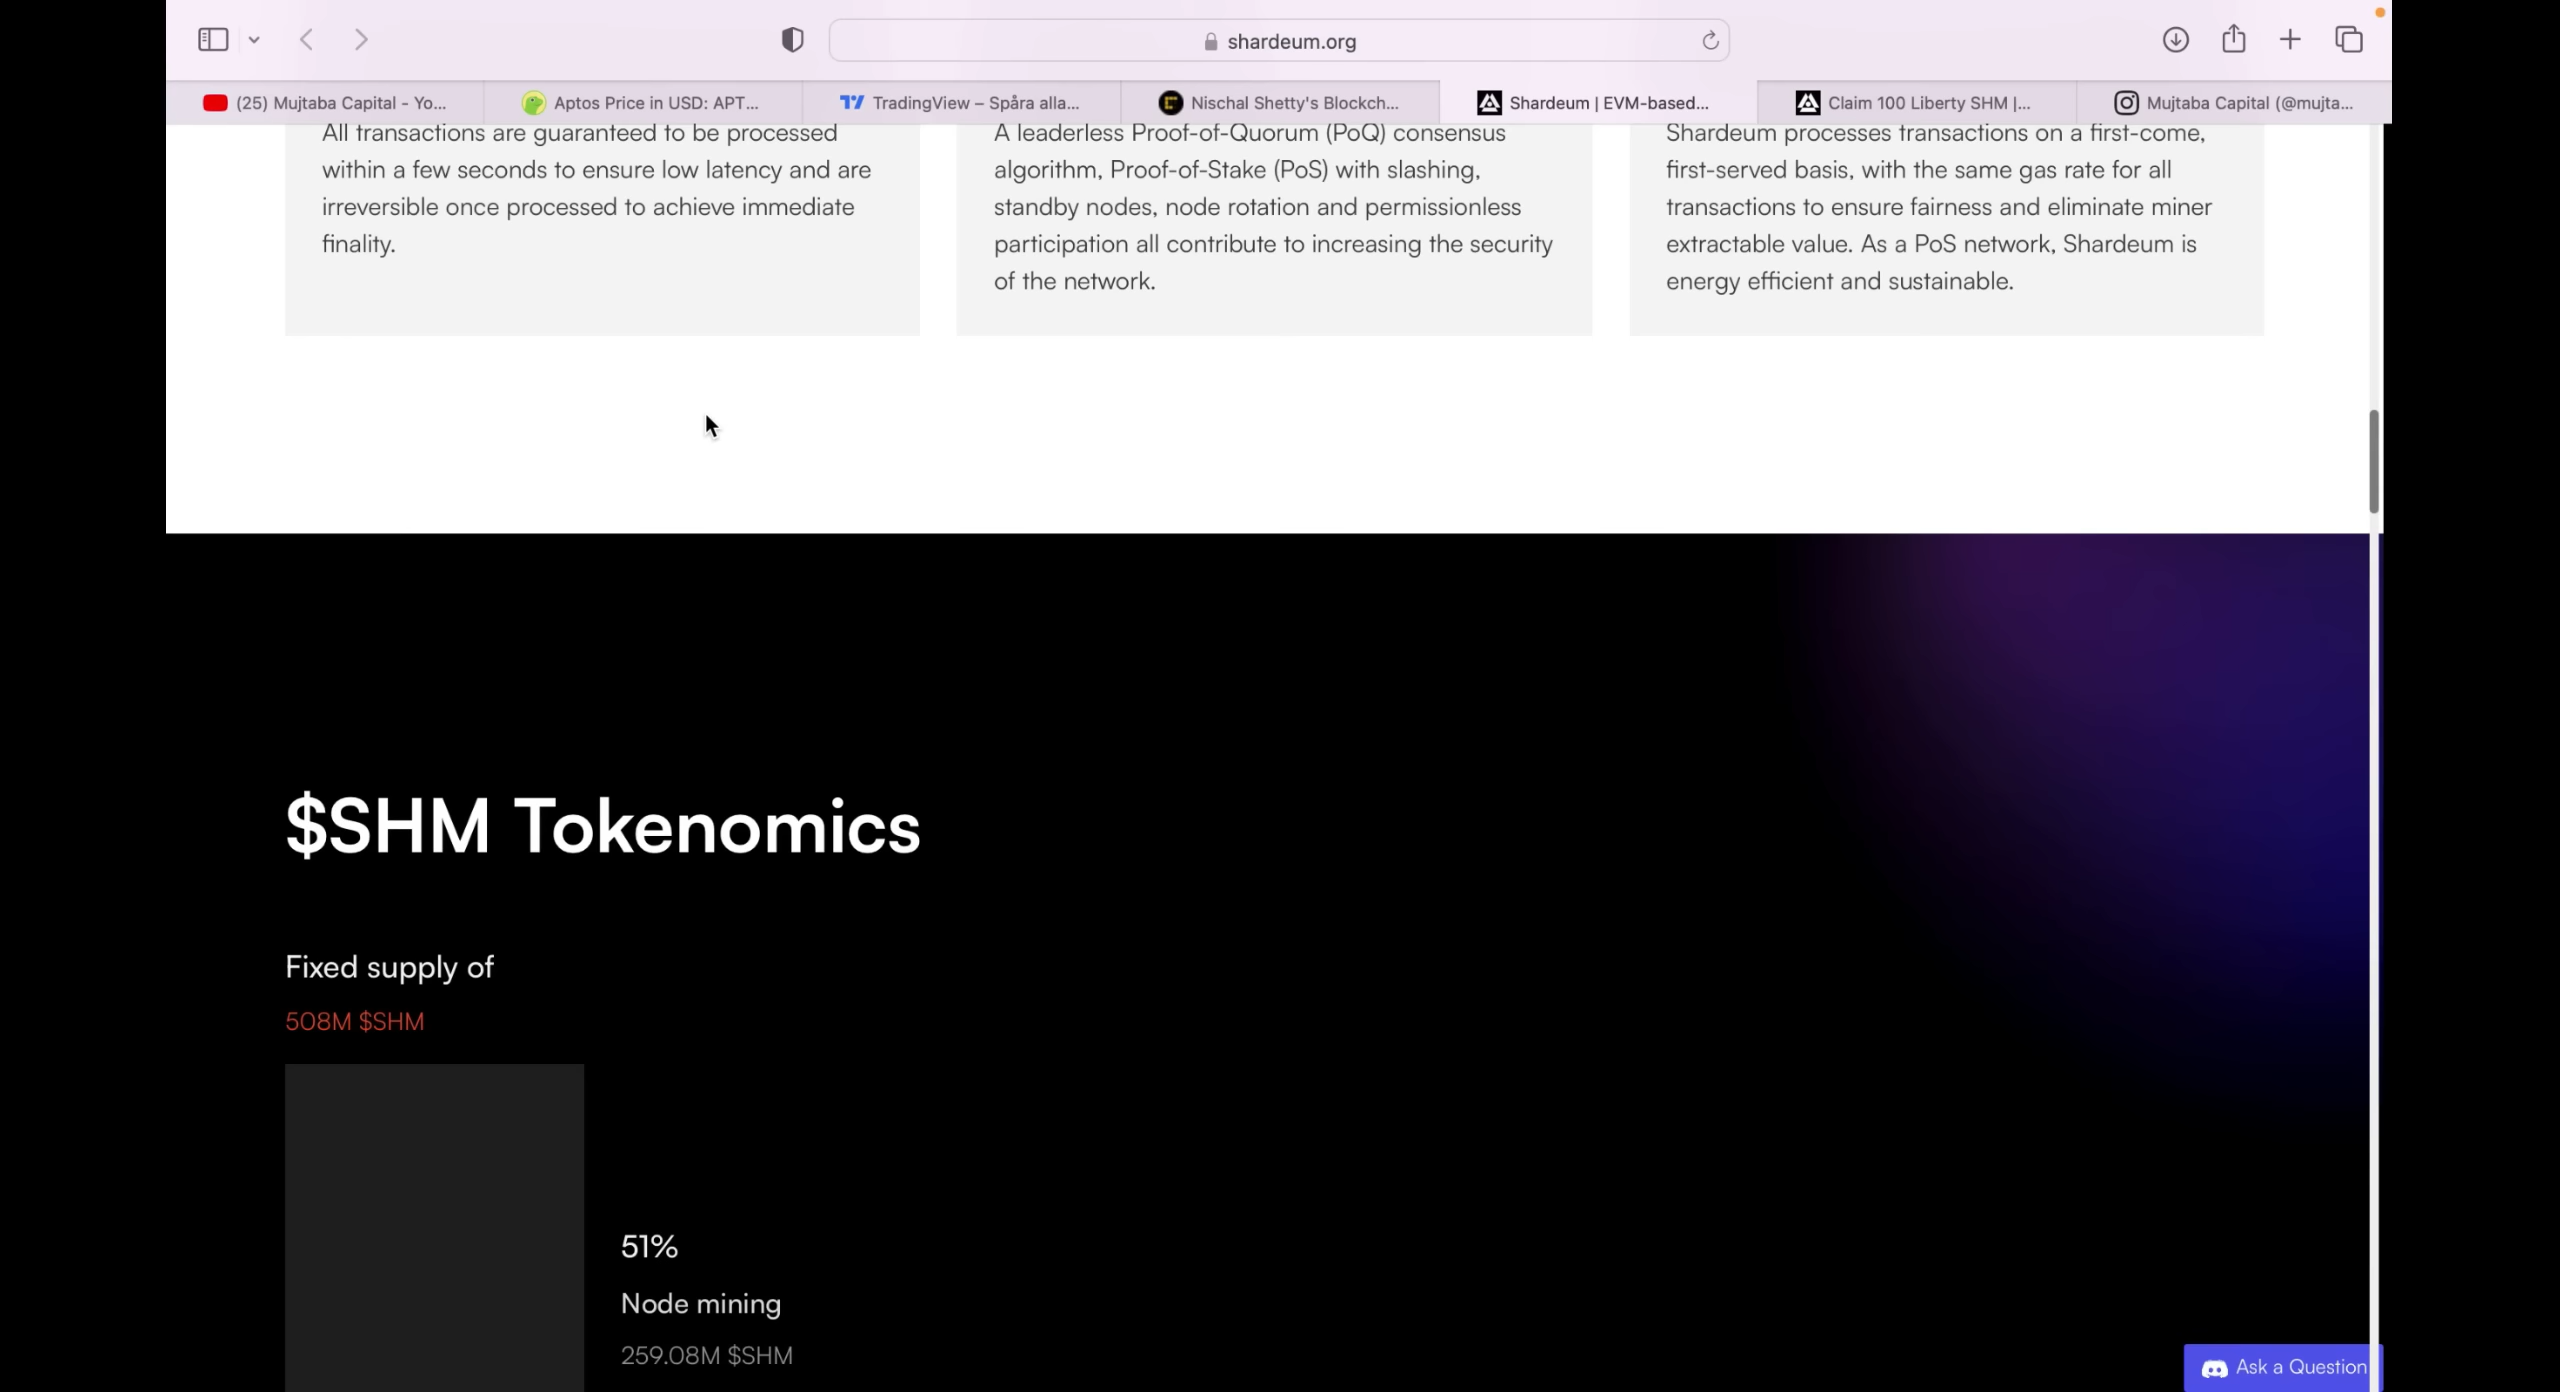 shardeum.org
(25) Mujtaba Capital - Yo...
Aptos Price in USD: APT...
TradingView – Spåra alla...
Nischal Shetty's Blockch...
Shardeum | EVM-based...
Claim 100 Liberty SHM |...
Mujtaba Capital (@mujta...
All transactions are guaranteed to be processed
within a few seconds to ensure low latency and are
irreversible once processed to achieve immediate
finality.
A leaderless Proof-of-Quorum (PoQ) consensus
algorithm, Proof-of-Stake (PoS) with slashing,
standby nodes, node rotation and permissionless
participation all contribute to increasing the security
of the network.
Shardeum processes transactions on a first-come,
first-served basis, with the same gas rate for all
transactions to ensure fairness and eliminate miner
extractable value. As a PoS network, Shardeum is
energy efficient and sustainable.
$SHM Tokenomics
Fixed supply of
508M $SHM
51%
Node mining
259.08M $SHM
Ask a Question